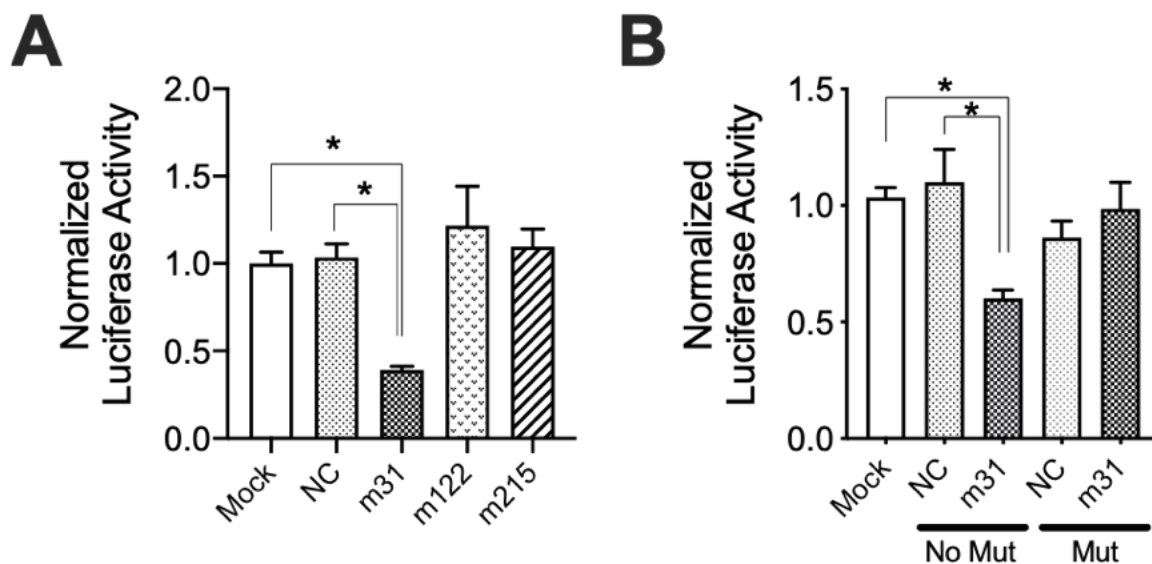 A
Normalized
Luciferase Activity
2.0
1.5
1.0
0.5
0.0
*
*
Mock
NC
m31
m122
m215
B
Normalized
Luciferase Activity
1.5
1.0
0.5
0.0
*
*
Mock
NC
m31
NC
m31
No Mut
Mut